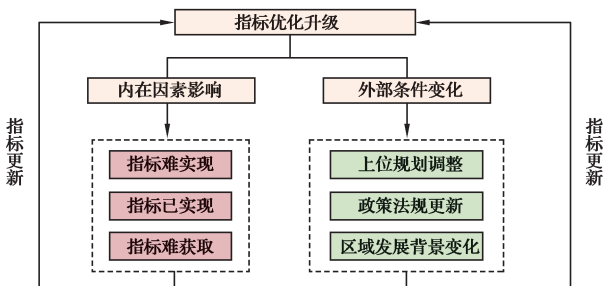 指标优化升级
内在因素影响
外部条件变化
指标更新
指标难实现
指标已实现
指标难获取
上位规划调整
政策法规更新
区域发展背景变化
指标更新